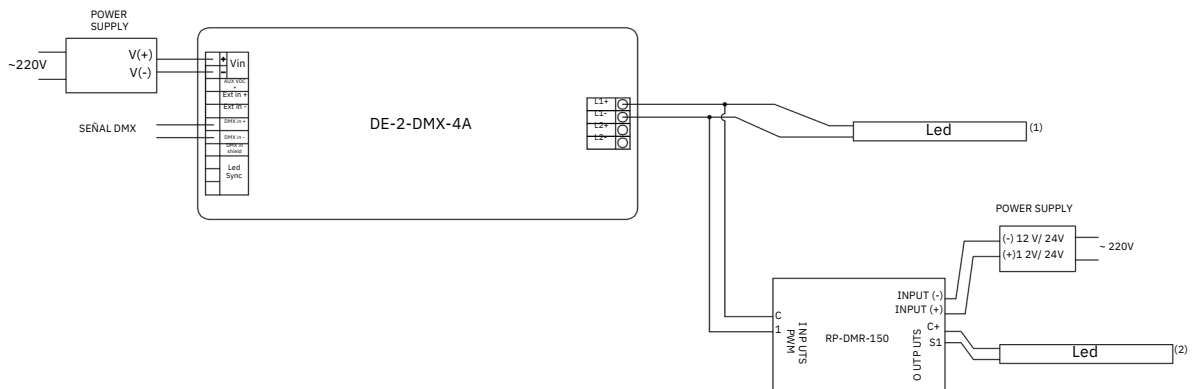 POWER
SUPPLY
~220V
V(+)
V(-)
+
-
Vin
AUX VDC
+
Ext in +
Ext in -
SEÑAL DMX
DMX in +
DMX in -
DMX in
shield
Led
Sync
DE-2-DMX-4A
L1+
L1-
L2+
L2-
Led
(1)
POWER SUPPLY
(-) 12 V/ 24V
(+)1 2V/ 24V
~ 220V
C
1
INPUTS
PWM
RP-DMR-150
INPUT (-)
INPUT (+)
C+
S1
OUTPUTS
Led
(2)